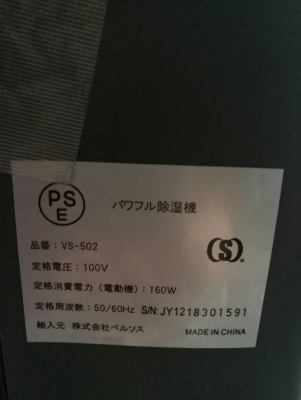 PS
E
パワフル除湿機
品番：VS-502
(S)
定格電圧：100V
定格消費電力（電動機）：160W
定格周波数：50/60Hz S/N:JY1218301591
輸入元 株式会社ベルソス MADE IN CHINA